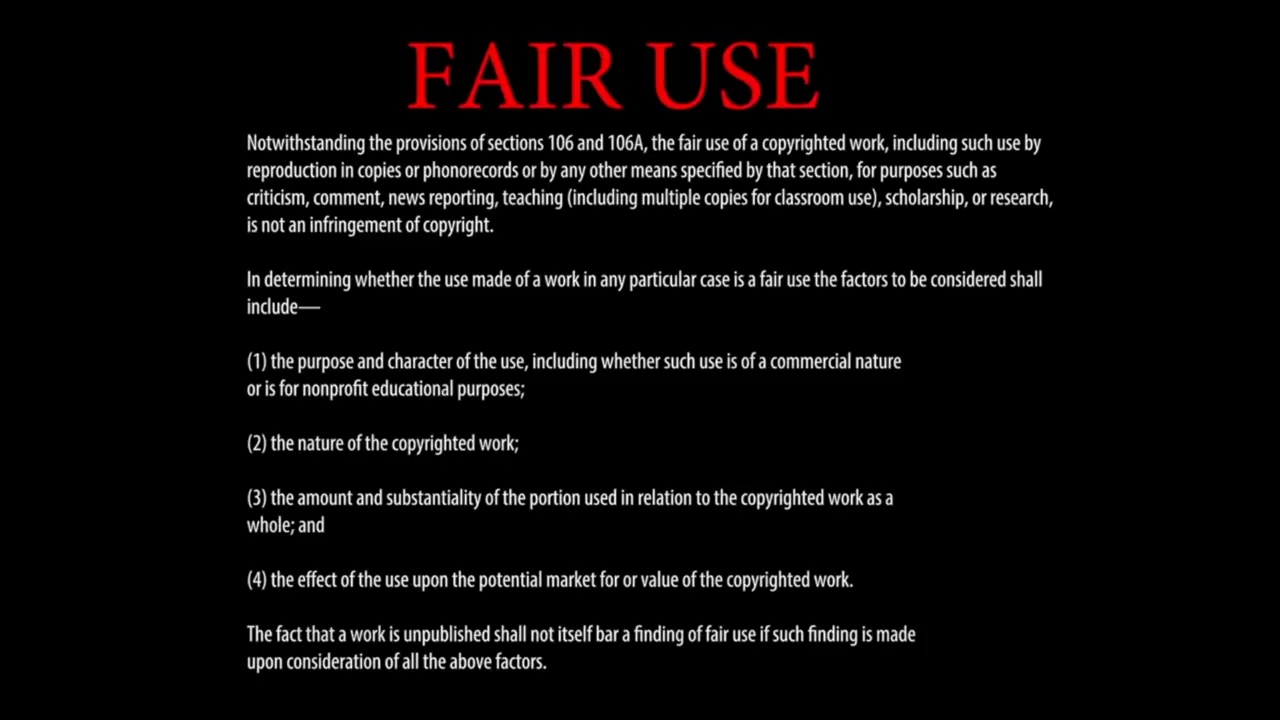 FAIR USE
Notwithstanding the provisions of sections 106 and 106A, the fair use of a copyrighted work, including such use by
reproduction in copies or phonorecords or by any other means specified by that section, for purposes such as
criticism, comment, news reporting, teaching (including multiple copies for classroom use), scholarship, or research,
is not an infringement of copyright.
In determining whether the use made of a work in any particular case is a fair use the factors to be considered shall
include—
(1) the purpose and character of the use, including whether such use is of a commercial nature
or is for nonprofit educational purposes;
(2) the nature of the copyrighted work;
(3) the amount and substantiality of the portion used in relation to the copyrighted work as a
whole; and
(4) the effect of the use upon the potential market for or value of the copyrighted work.
The fact that a work is unpublished shall not itself bar a finding of fair use if such finding is made
upon consideration of all the above factors.